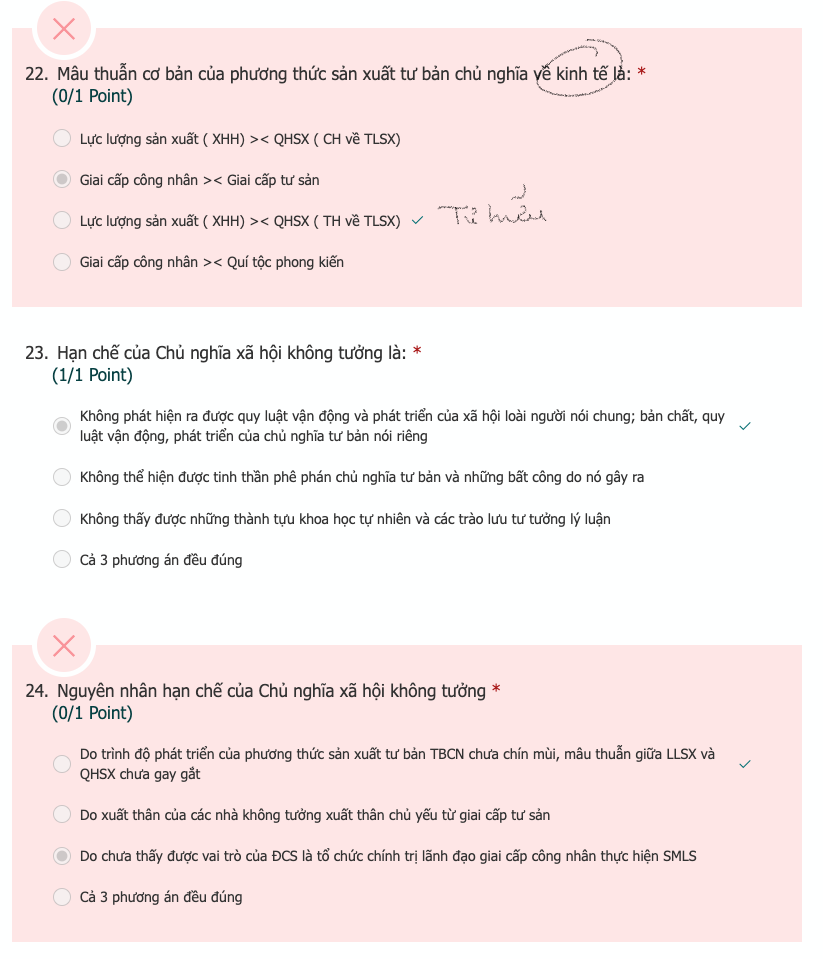 22. Mâu thuẫn cơ bản của phương thức sản xuất tư bản chủ nghĩa về kinh tế là: *
(0/1 Point)
Lực lượng sản xuất ( XHH) >< QHSX ( CH về TLSX)
Giai cấp công nhân >< Giai cấp tư sản
Lực lượng sản xuất ( XHH) >< QHSX ( TH về TLSX) Tư hữu
Giai cấp công nhân >< Quí tộc phong kiến
23. Hạn chế của Chủ nghĩa xã hội không tưởng là: *
(1/1 Point)
Không phát hiện ra được quy luật vận động và phát triển của xã hội loài người nói chung; bản chất, quy
luật vận động, phát triển của chủ nghĩa tư bản nói riêng
Không thể hiện được tinh thần phê phán chủ nghĩa tư bản và những bất công do nó gây ra
Không thấy được những thành tựu khoa học tự nhiên và các trào lưu tư tưởng lý luận
Cả 3 phương án đều đúng
24. Nguyên nhân hạn chế của Chủ nghĩa xã hội không tưởng *
(0/1 Point)
Do trình độ phát triển của phương thức sản xuất tư bản TBCN chưa chín mùi, mâu thuẫn giữa LLSX và
QHSX chưa gay gắt
Do xuất thân của các nhà không tưởng xuất thân chủ yếu từ giai cấp tư sản
Do chưa thấy được vai trò của ĐCS là tổ chức chính trị lãnh đạo giai cấp công nhân thực hiện SMLS
Cả 3 phương án đều đúng